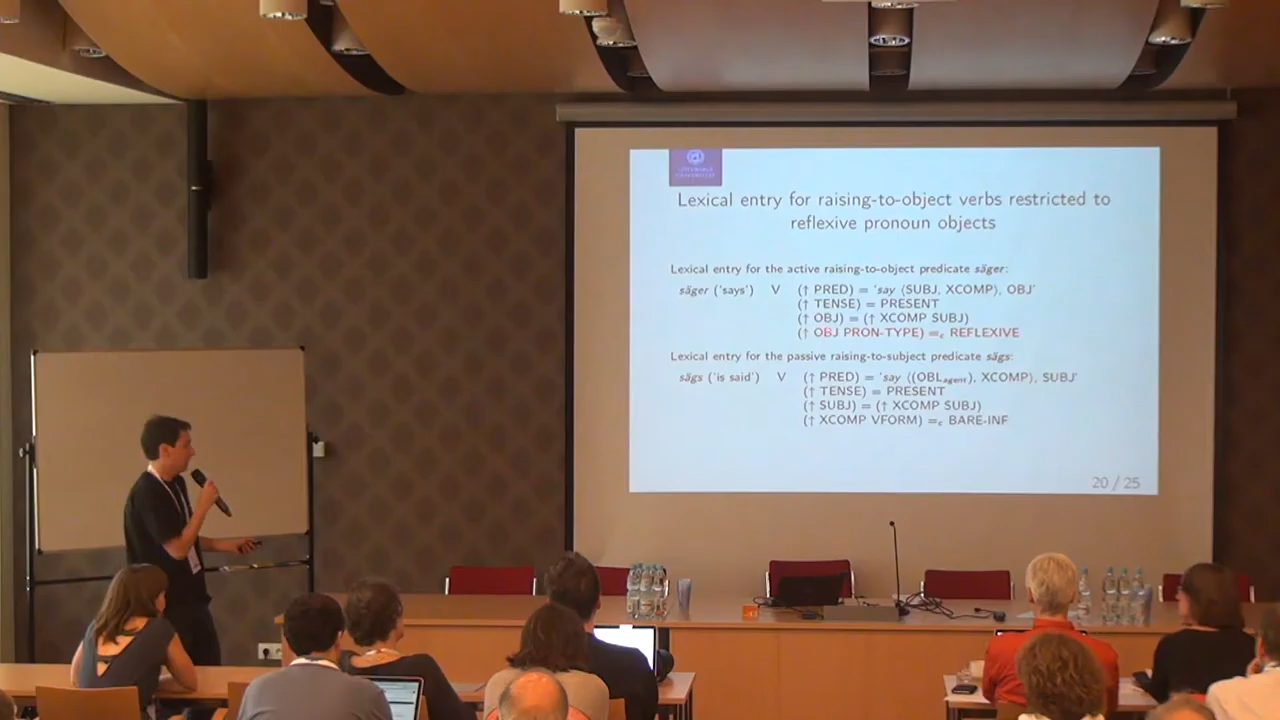 Lexical entry for raising-to-object verbs restricted to
reflexive pronoun objects
Lexical entry for the active raising-to-object predicate säger:
säger ('says') V (↑ PRED) = 'say ⟨SUBJ, XCOMP⟩, OBJ'
(↑ TENSE) = PRESENT
(↑ OBJ) = (↑ XCOMP SUBJ)
(↑ OBJ PRON-TYPE) =c REFLEXIVE
Lexical entry for the passive raising-to-subject predicate sägs:
sägs ('is said') V (↑ PRED) = 'say ⟨(OBLagent), XCOMP⟩, SUBJ'
(↑ TENSE) = PRESENT
(↑ SUBJ) = (↑ XCOMP SUBJ)
(↑ XCOMP VFORM) =c BARE-INF
20 / 25